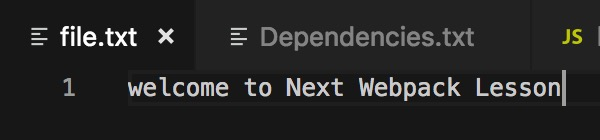 file.txt × Dependencies.txt JS
1 welcome to Next Webpack Lesson